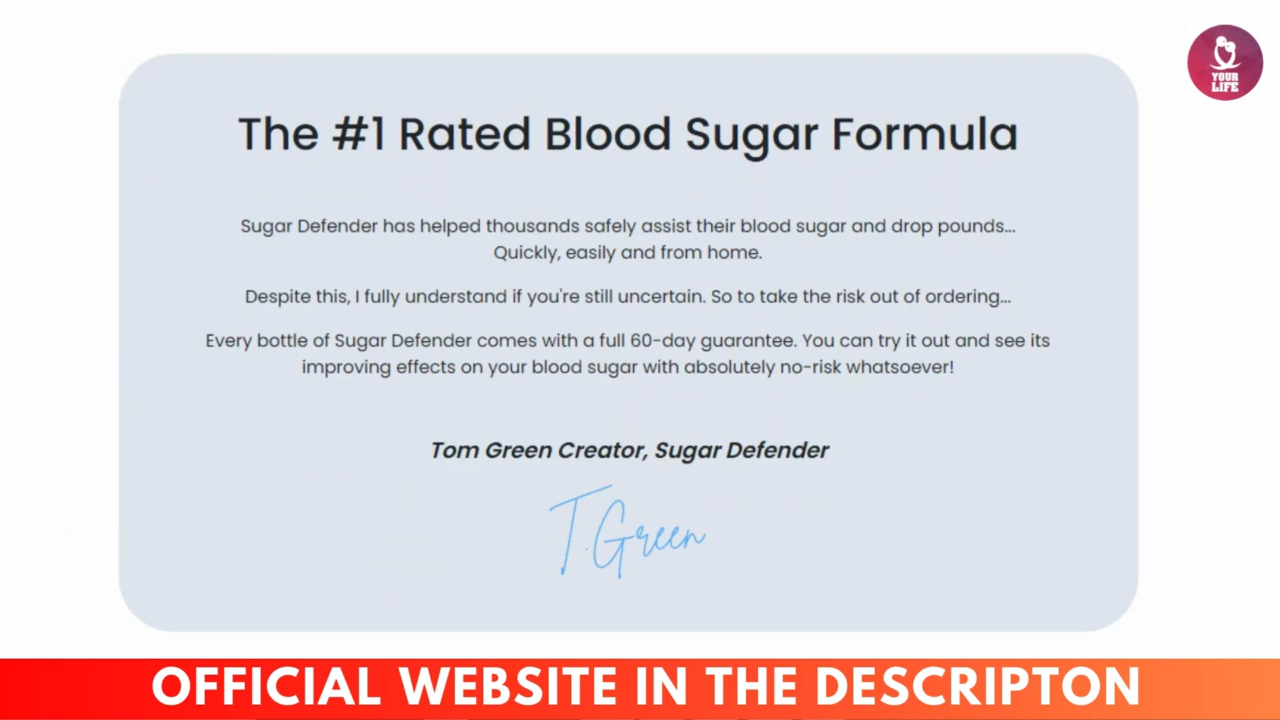 YOUR
LIFE
The #1 Rated Blood Sugar Formula
Sugar Defender has helped thousands safely assist their blood sugar and drop pounds...
Quickly, easily and from home.
Despite this, I fully understand if you're still uncertain. So to take the risk out of ordering...
Every bottle of Sugar Defender comes with a full 60-day guarantee. You can try it out and see its
improving effects on your blood sugar with absolutely no-risk whatsoever!
Tom Green Creator, Sugar Defender
T.Green
OFFICIAL WEBSITE IN THE DESCRIPTON